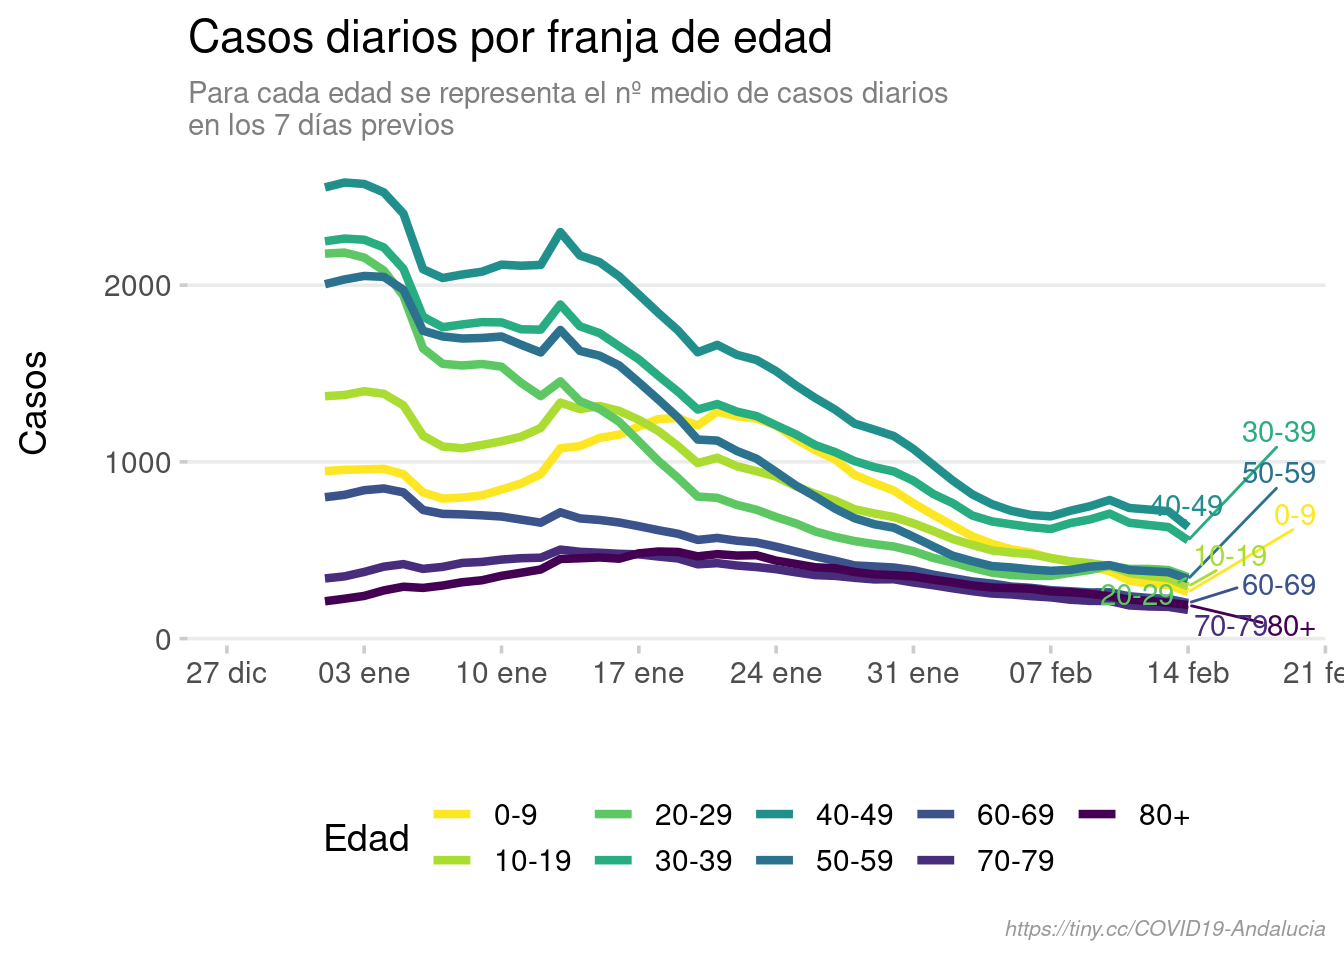 Casos diarios por franja de edad
Para cada edad se representa el nº medio de casos diarios
en los 7 días previos
Casos
2000
1000
0
30-39
50-59
40-49
0-9
10-19
60-69
20-29
70-79
80+
27 dic 03 ene 10 ene 17 ene 24 ene 31 ene 07 feb 14 feb 21 fe
Edad
0-9 20-29 40-49 60-69 80+
10-19 30-39 50-59 70-79
https://tiny.cc/COVID19-Andalucia